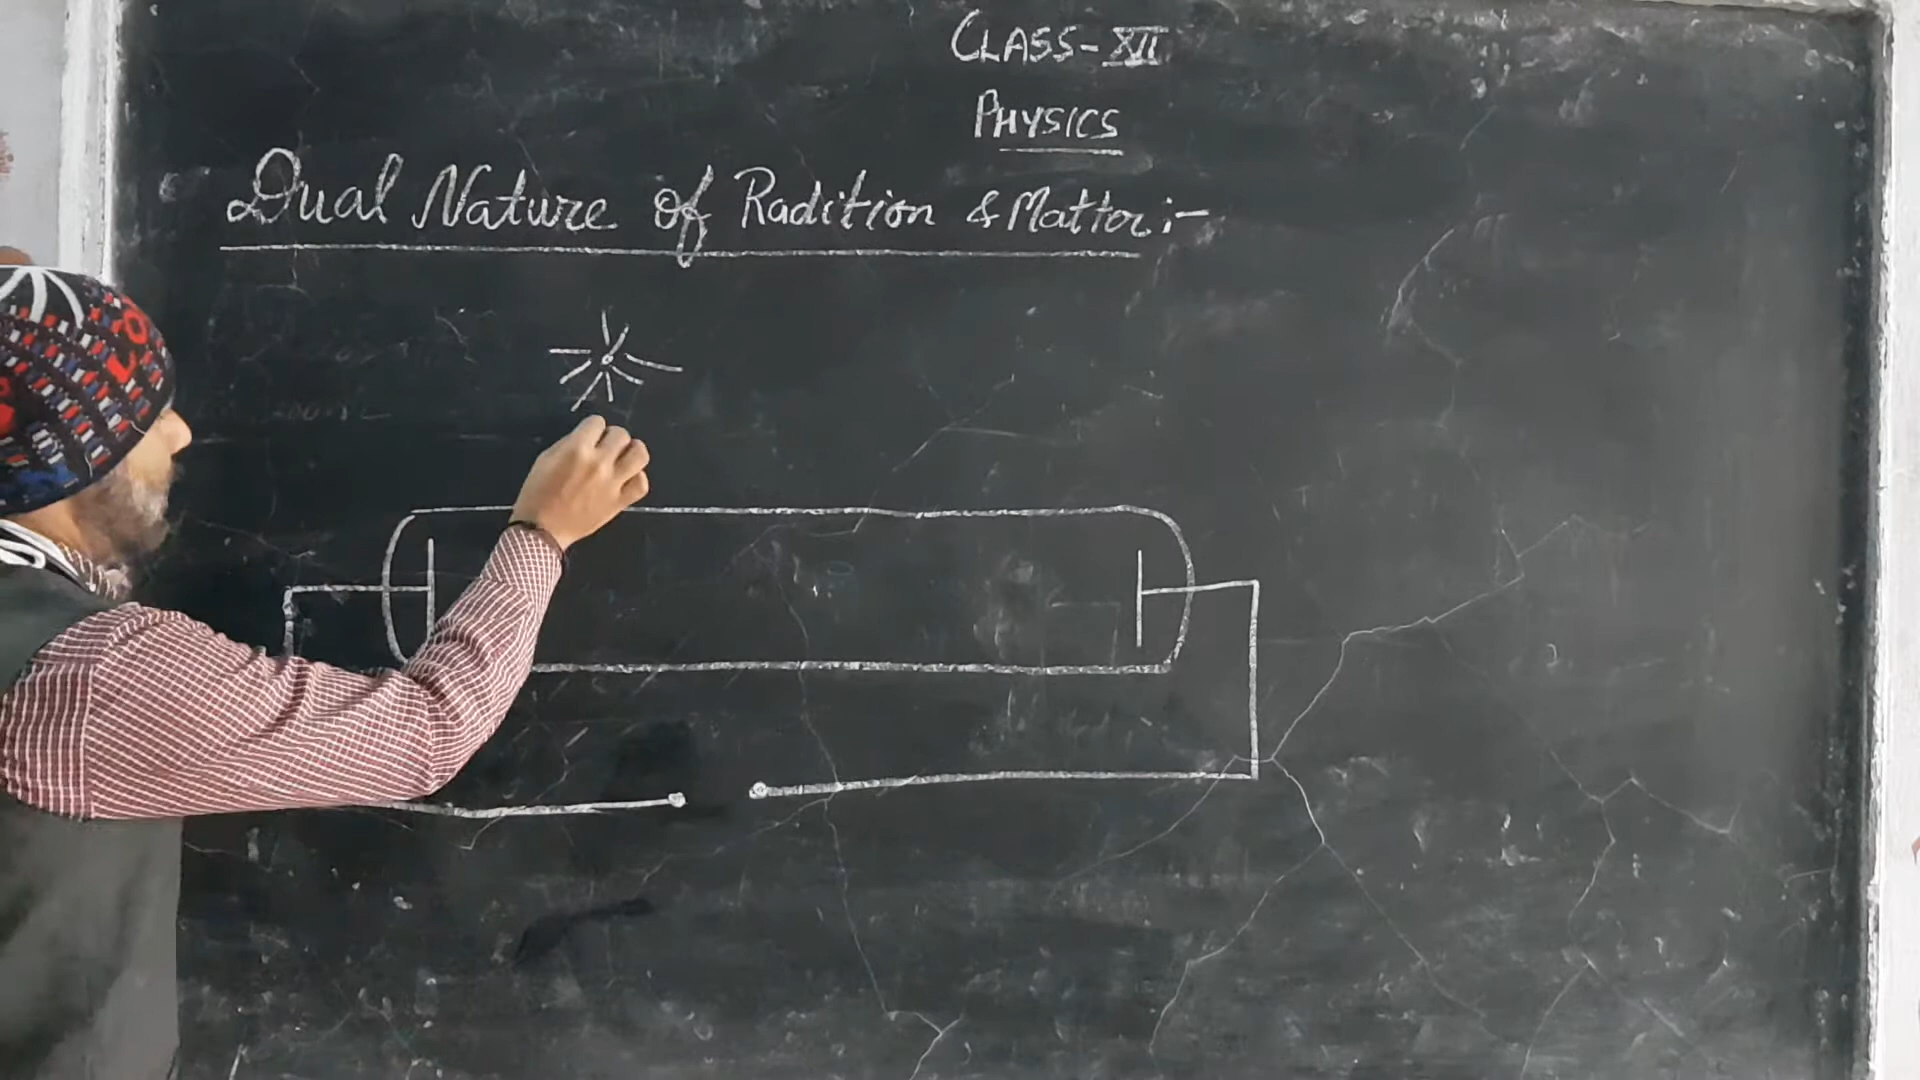 CLASS-XII
PHYSICS
Dual Nature of Radition & Matter:-